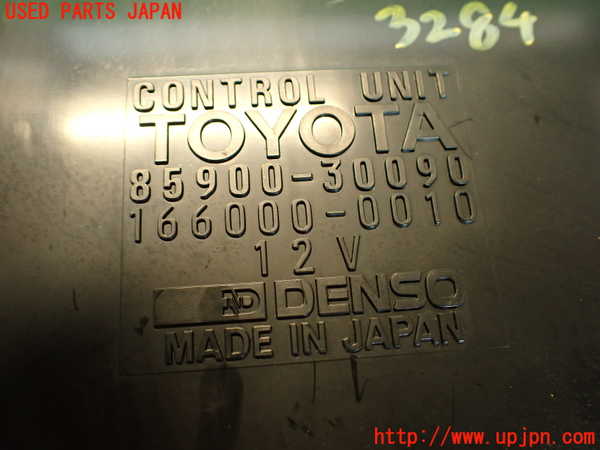 USED PARTS JAPAN
3284
CONTROL UNIT
TOYOTA
85900-30090
166000-0010
12V
ND DENSO
MADE IN JAPAN
http://www.upjpn.com/